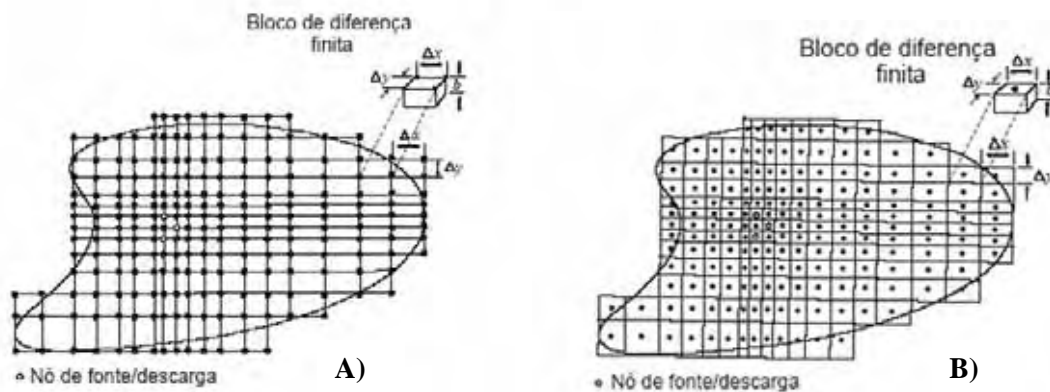 Bloco de diferença
finita
Δx
Δy
b
Δx
Δy
Nó de fonte/descarga
A)
Bloco de diferença
finita
Δx
Δy
Δx
Δy
Nó de fonte/descarga
B)